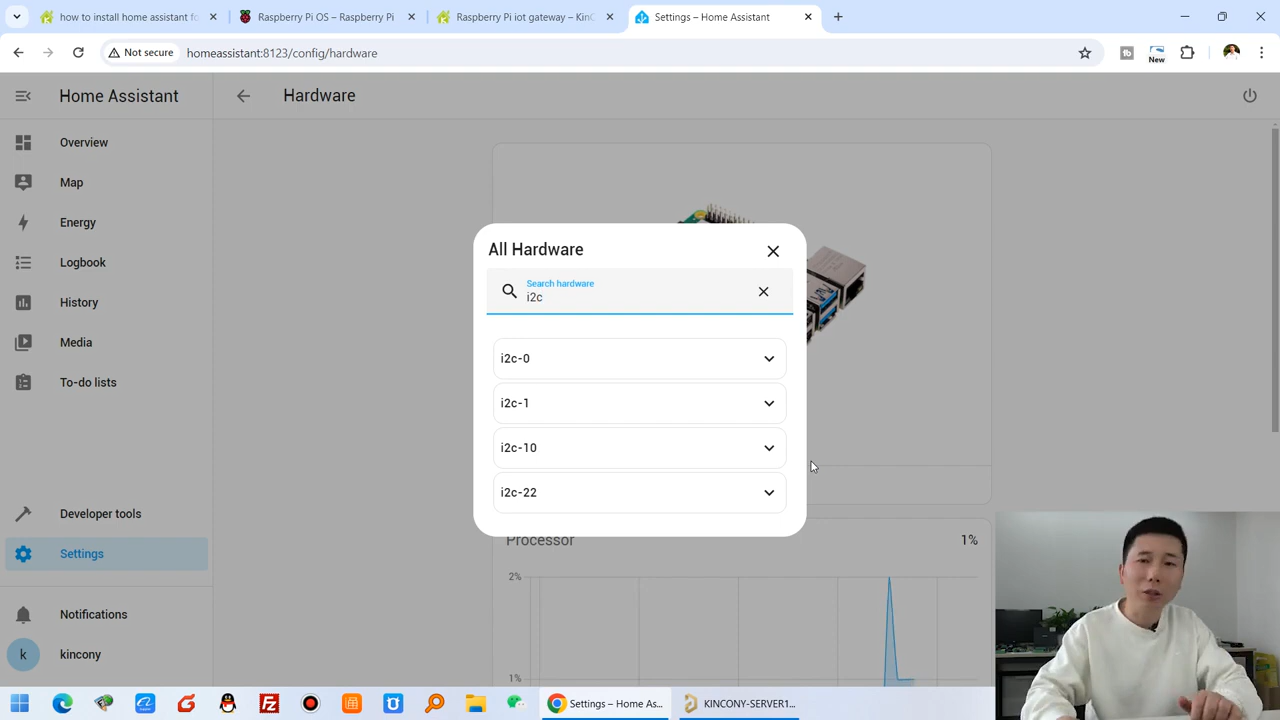 how to install home assistant fo
Raspberry Pi OS – Raspberry Pi
Raspberry Pi iot gateway – KinC
Settings – Home Assistant
Not secure
homeassistant:8123/config/hardware
New
Home Assistant
Hardware
Overview
Map
Energy
Logbook
History
Media
To-do lists
Developer tools
Settings
Notifications
k
kincony
All Hardware
Search hardware
i2c
i2c-0
i2c-1
i2c-10
i2c-22
Processor
1%
2%
1%
Settings – Home As...
KINCONY-SERVER1...